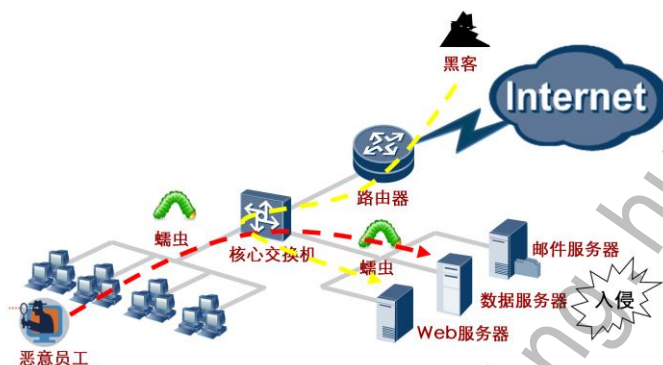 黑客
Internet
路由器
蠕虫
核心交换机
蠕虫
邮件服务器
数据服务器
入侵
Web服务器
恶意员工